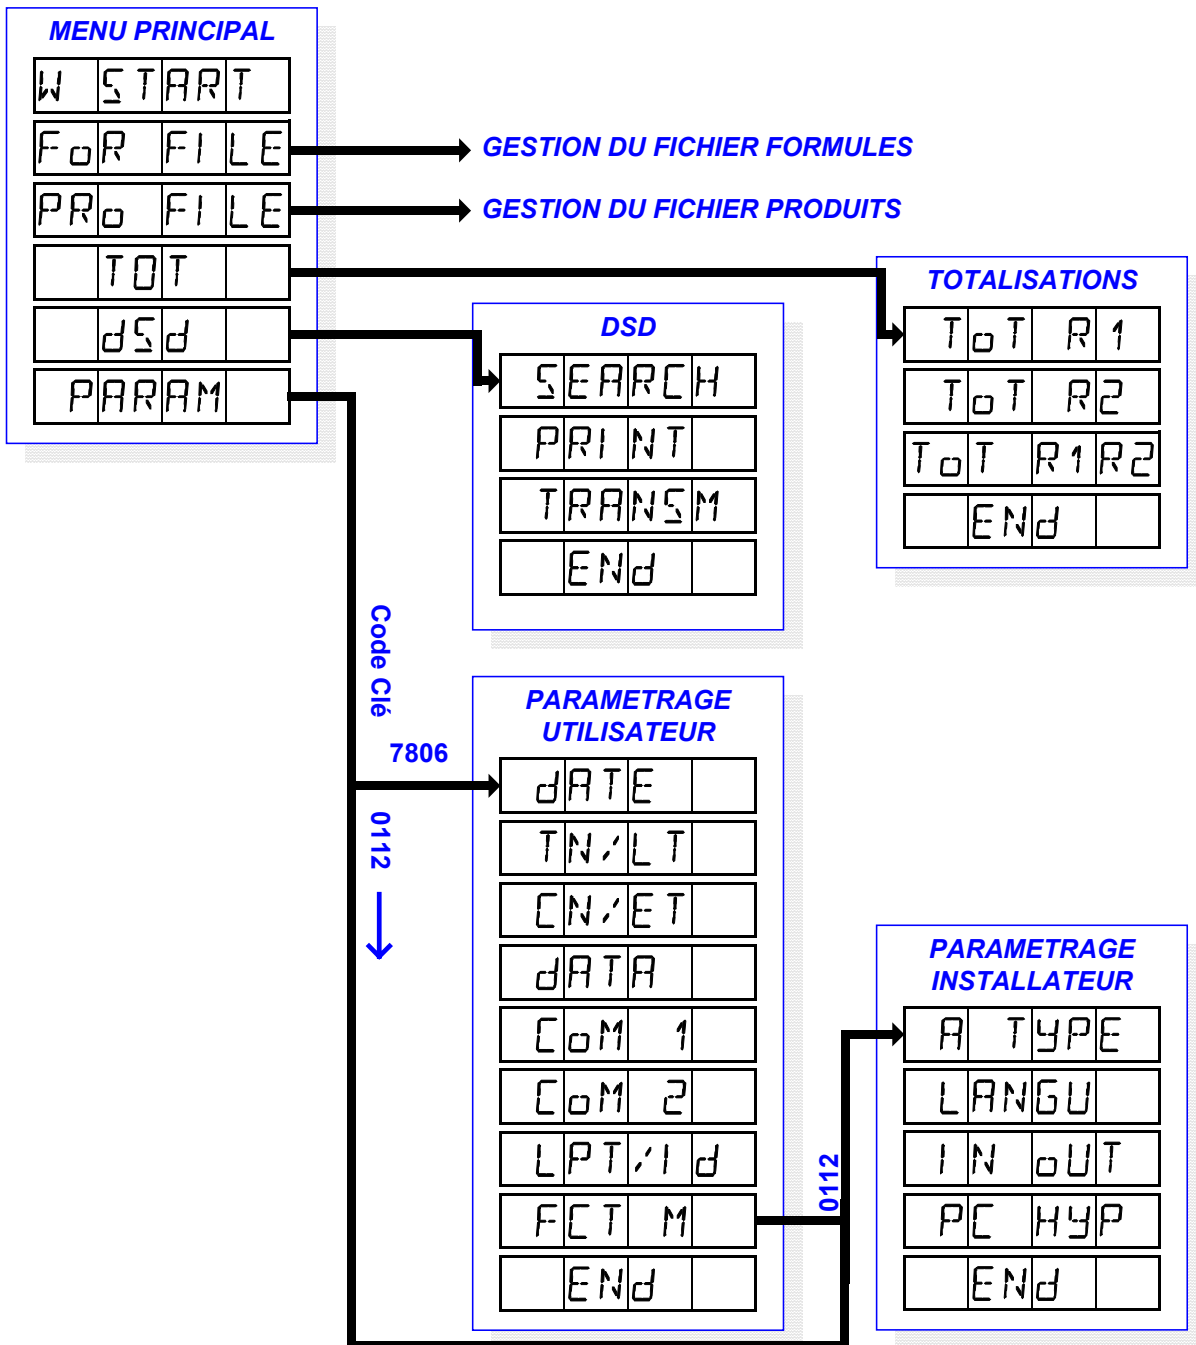 MENU PRINCIPAL
W START
FoR FILE
GESTION DU FICHIER FORMULES
PRo FILE
GESTION DU FICHIER PRODUITS
TOT
dSd
PARAM
TOTALISATIONS
ToT R1
ToT R2
ToT R1R2
ENd
DSD
SEARCH
PRINT
TRANSM
ENd
Code Clé
7806
0112
PARAMETRAGE
UTILISATEUR
dATE
TN/LT
CN/ET
dATA
CoM 1
CoM 2
LPT/Id
FCT M
ENd
0112
PARAMETRAGE
INSTALLATEUR
A TYPE
LANGU
IN oUT
PC HYP
ENd